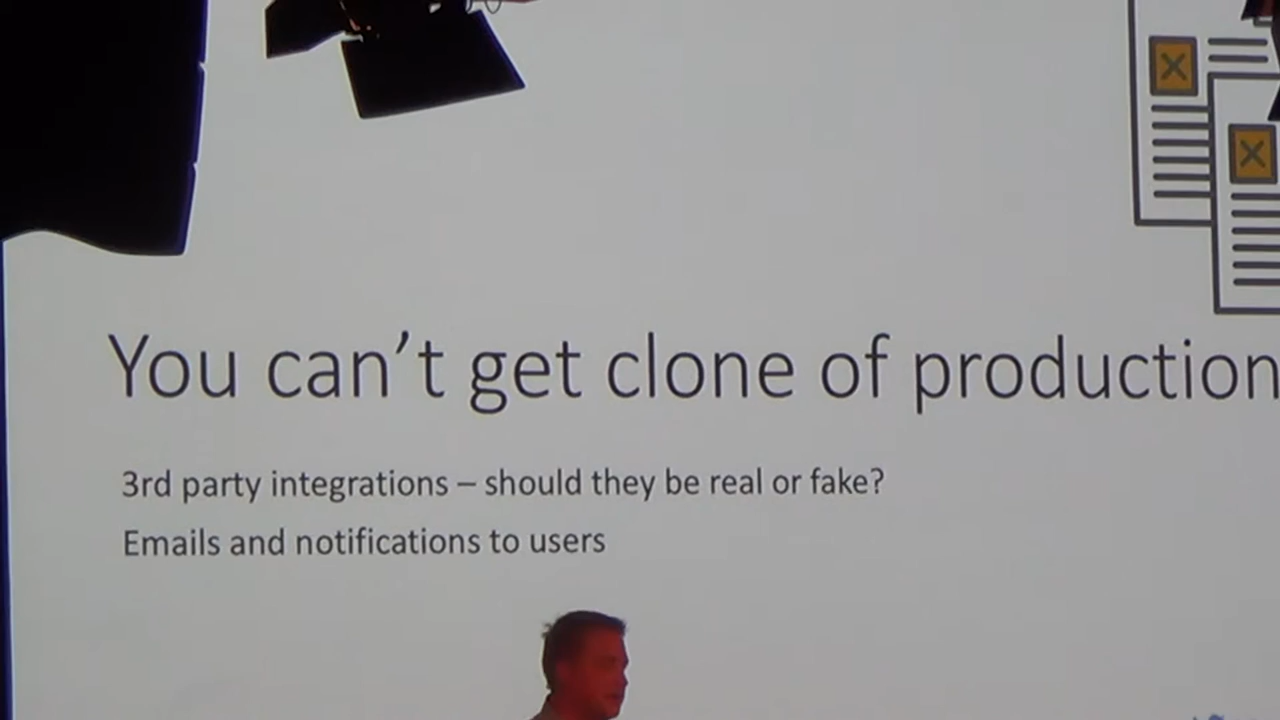 You can’t get clone of production
3rd party integrations – should they be real or fake?
Emails and notifications to users